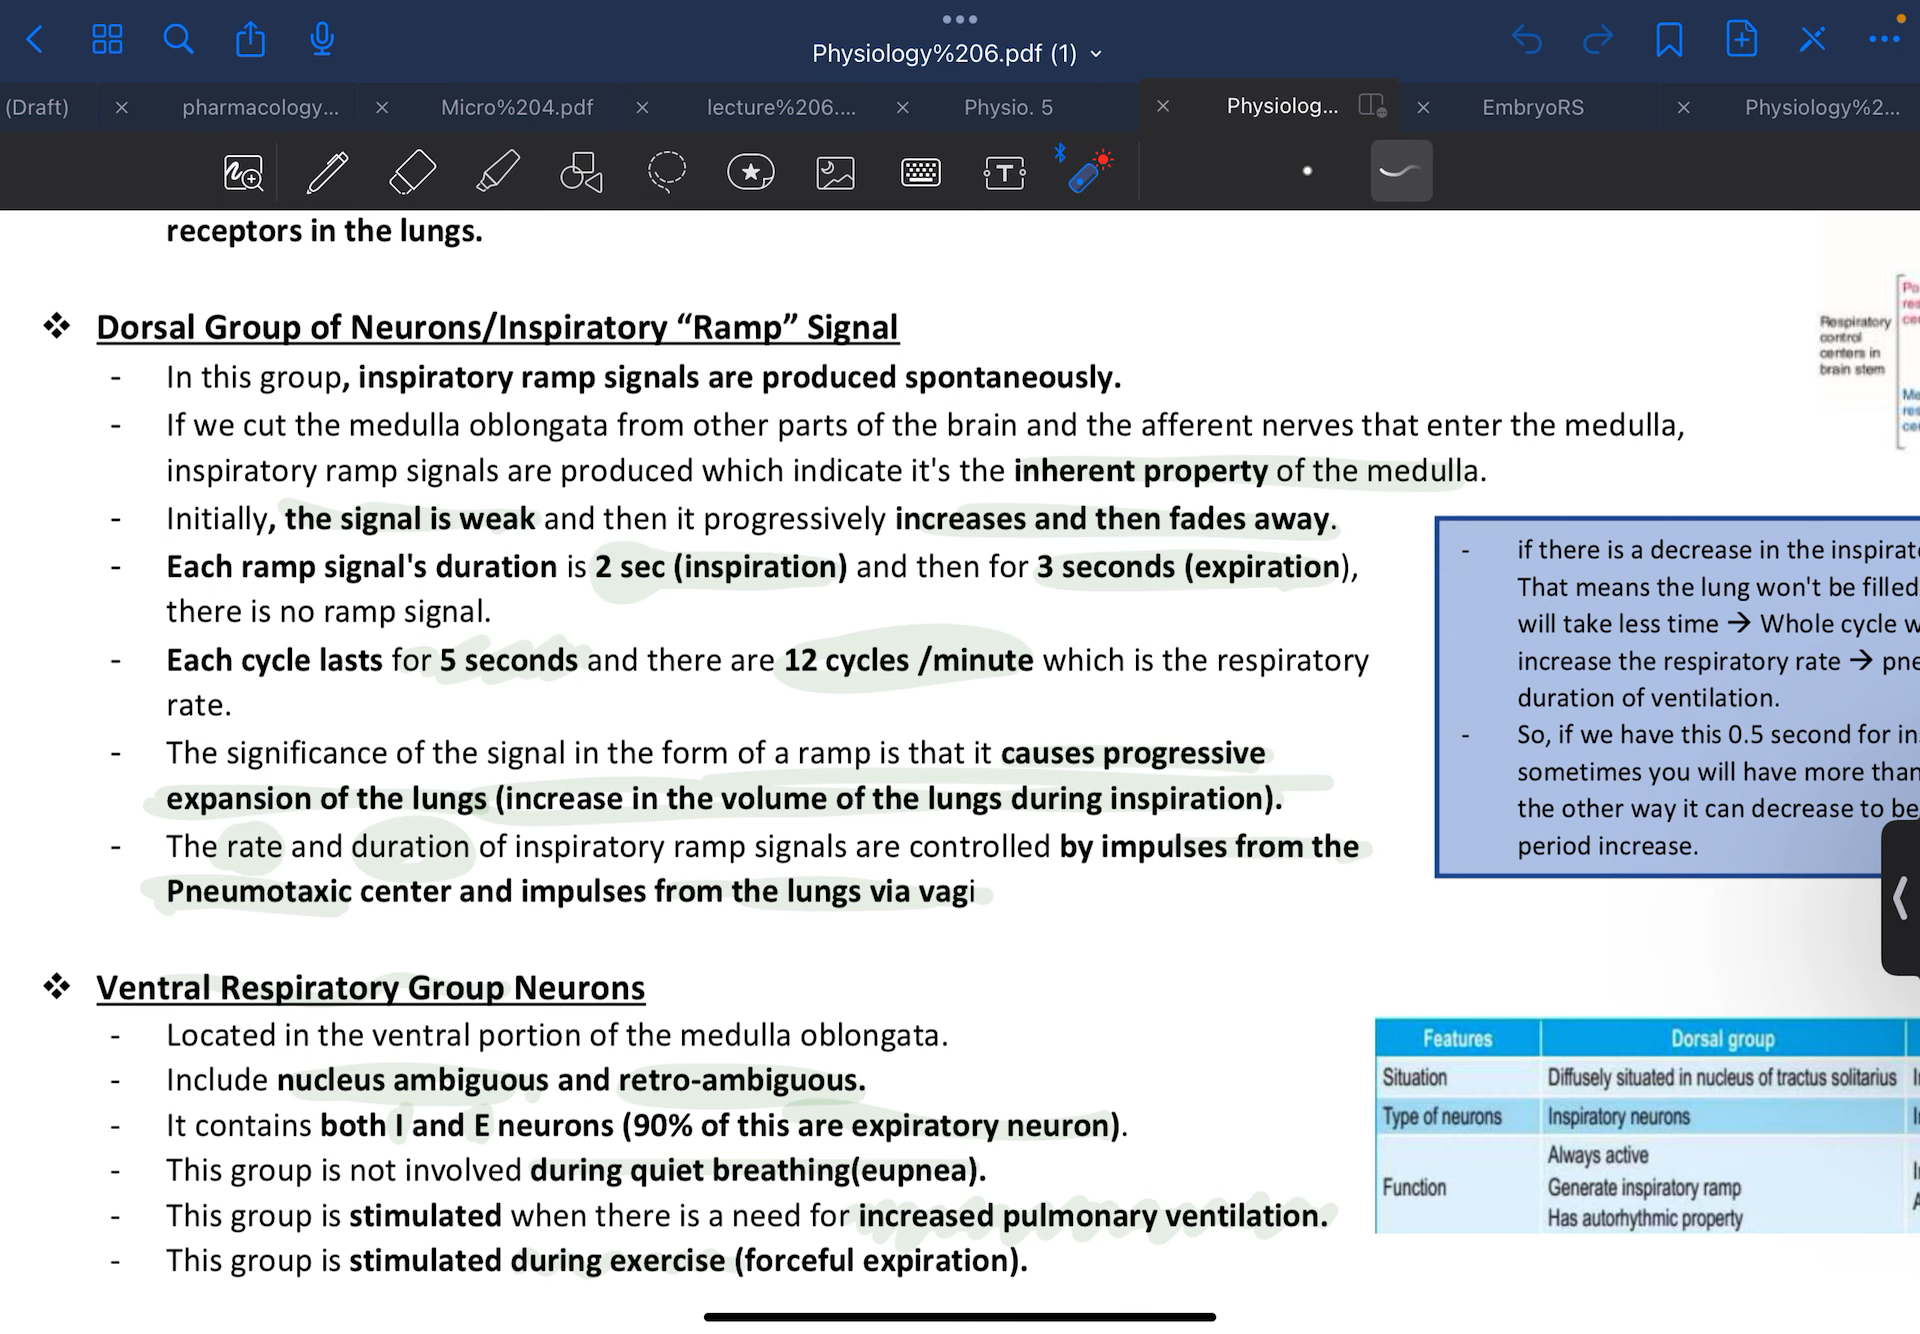 Physiology%206.pdf (1)
(Draft)
pharmacology...
Micro%204.pdf
lecture%206....
Physio. 5
Physiolog...
EmbryoRS
Physiology%2...
receptors in the lungs.
❖ Dorsal Group of Neurons/Inspiratory “Ramp” Signal
- In this group, inspiratory ramp signals are produced spontaneously.
- If we cut the medulla oblongata from other parts of the brain and the afferent nerves that enter the medulla,
inspiratory ramp signals are produced which indicate it's the inherent property of the medulla.
- Initially, the signal is weak and then it progressively increases and then fades away.
- Each ramp signal's duration is 2 sec (inspiration) and then for 3 seconds (expiration),
there is no ramp signal.
- Each cycle lasts for 5 seconds and there are 12 cycles /minute which is the respiratory
rate.
- The significance of the signal in the form of a ramp is that it causes progressive
expansion of the lungs (increase in the volume of the lungs during inspiration).
- The rate and duration of inspiratory ramp signals are controlled by impulses from the
Pneumotaxic center and impulses from the lungs via vagi
❖ Ventral Respiratory Group Neurons
- Located in the ventral portion of the medulla oblongata.
- Include nucleus ambiguous and retro-ambiguous.
- It contains both I and E neurons (90% of this are expiratory neuron).
- This group is not involved during quiet breathing(eupnea).
- This group is stimulated when there is a need for increased pulmonary ventilation.
- This group is stimulated during exercise (forceful expiration).
Respiratory
control
centers in
brain stem
Po
res
cer
Me
res
cer
- if there is a decrease in the inspirat
That means the lung won't be filled
will take less time → Whole cycle w
increase the respiratory rate → pne
duration of ventilation.
- So, if we have this 0.5 second for in
sometimes you will have more than
the other way it can decrease to be
period increase.
Features Dorsal group
Situation Diffusely situated in nucleus of tractus solitarius
Type of neurons Inspiratory neurons
Function
Always active
Generate inspiratory ramp
Has autorhythmic property